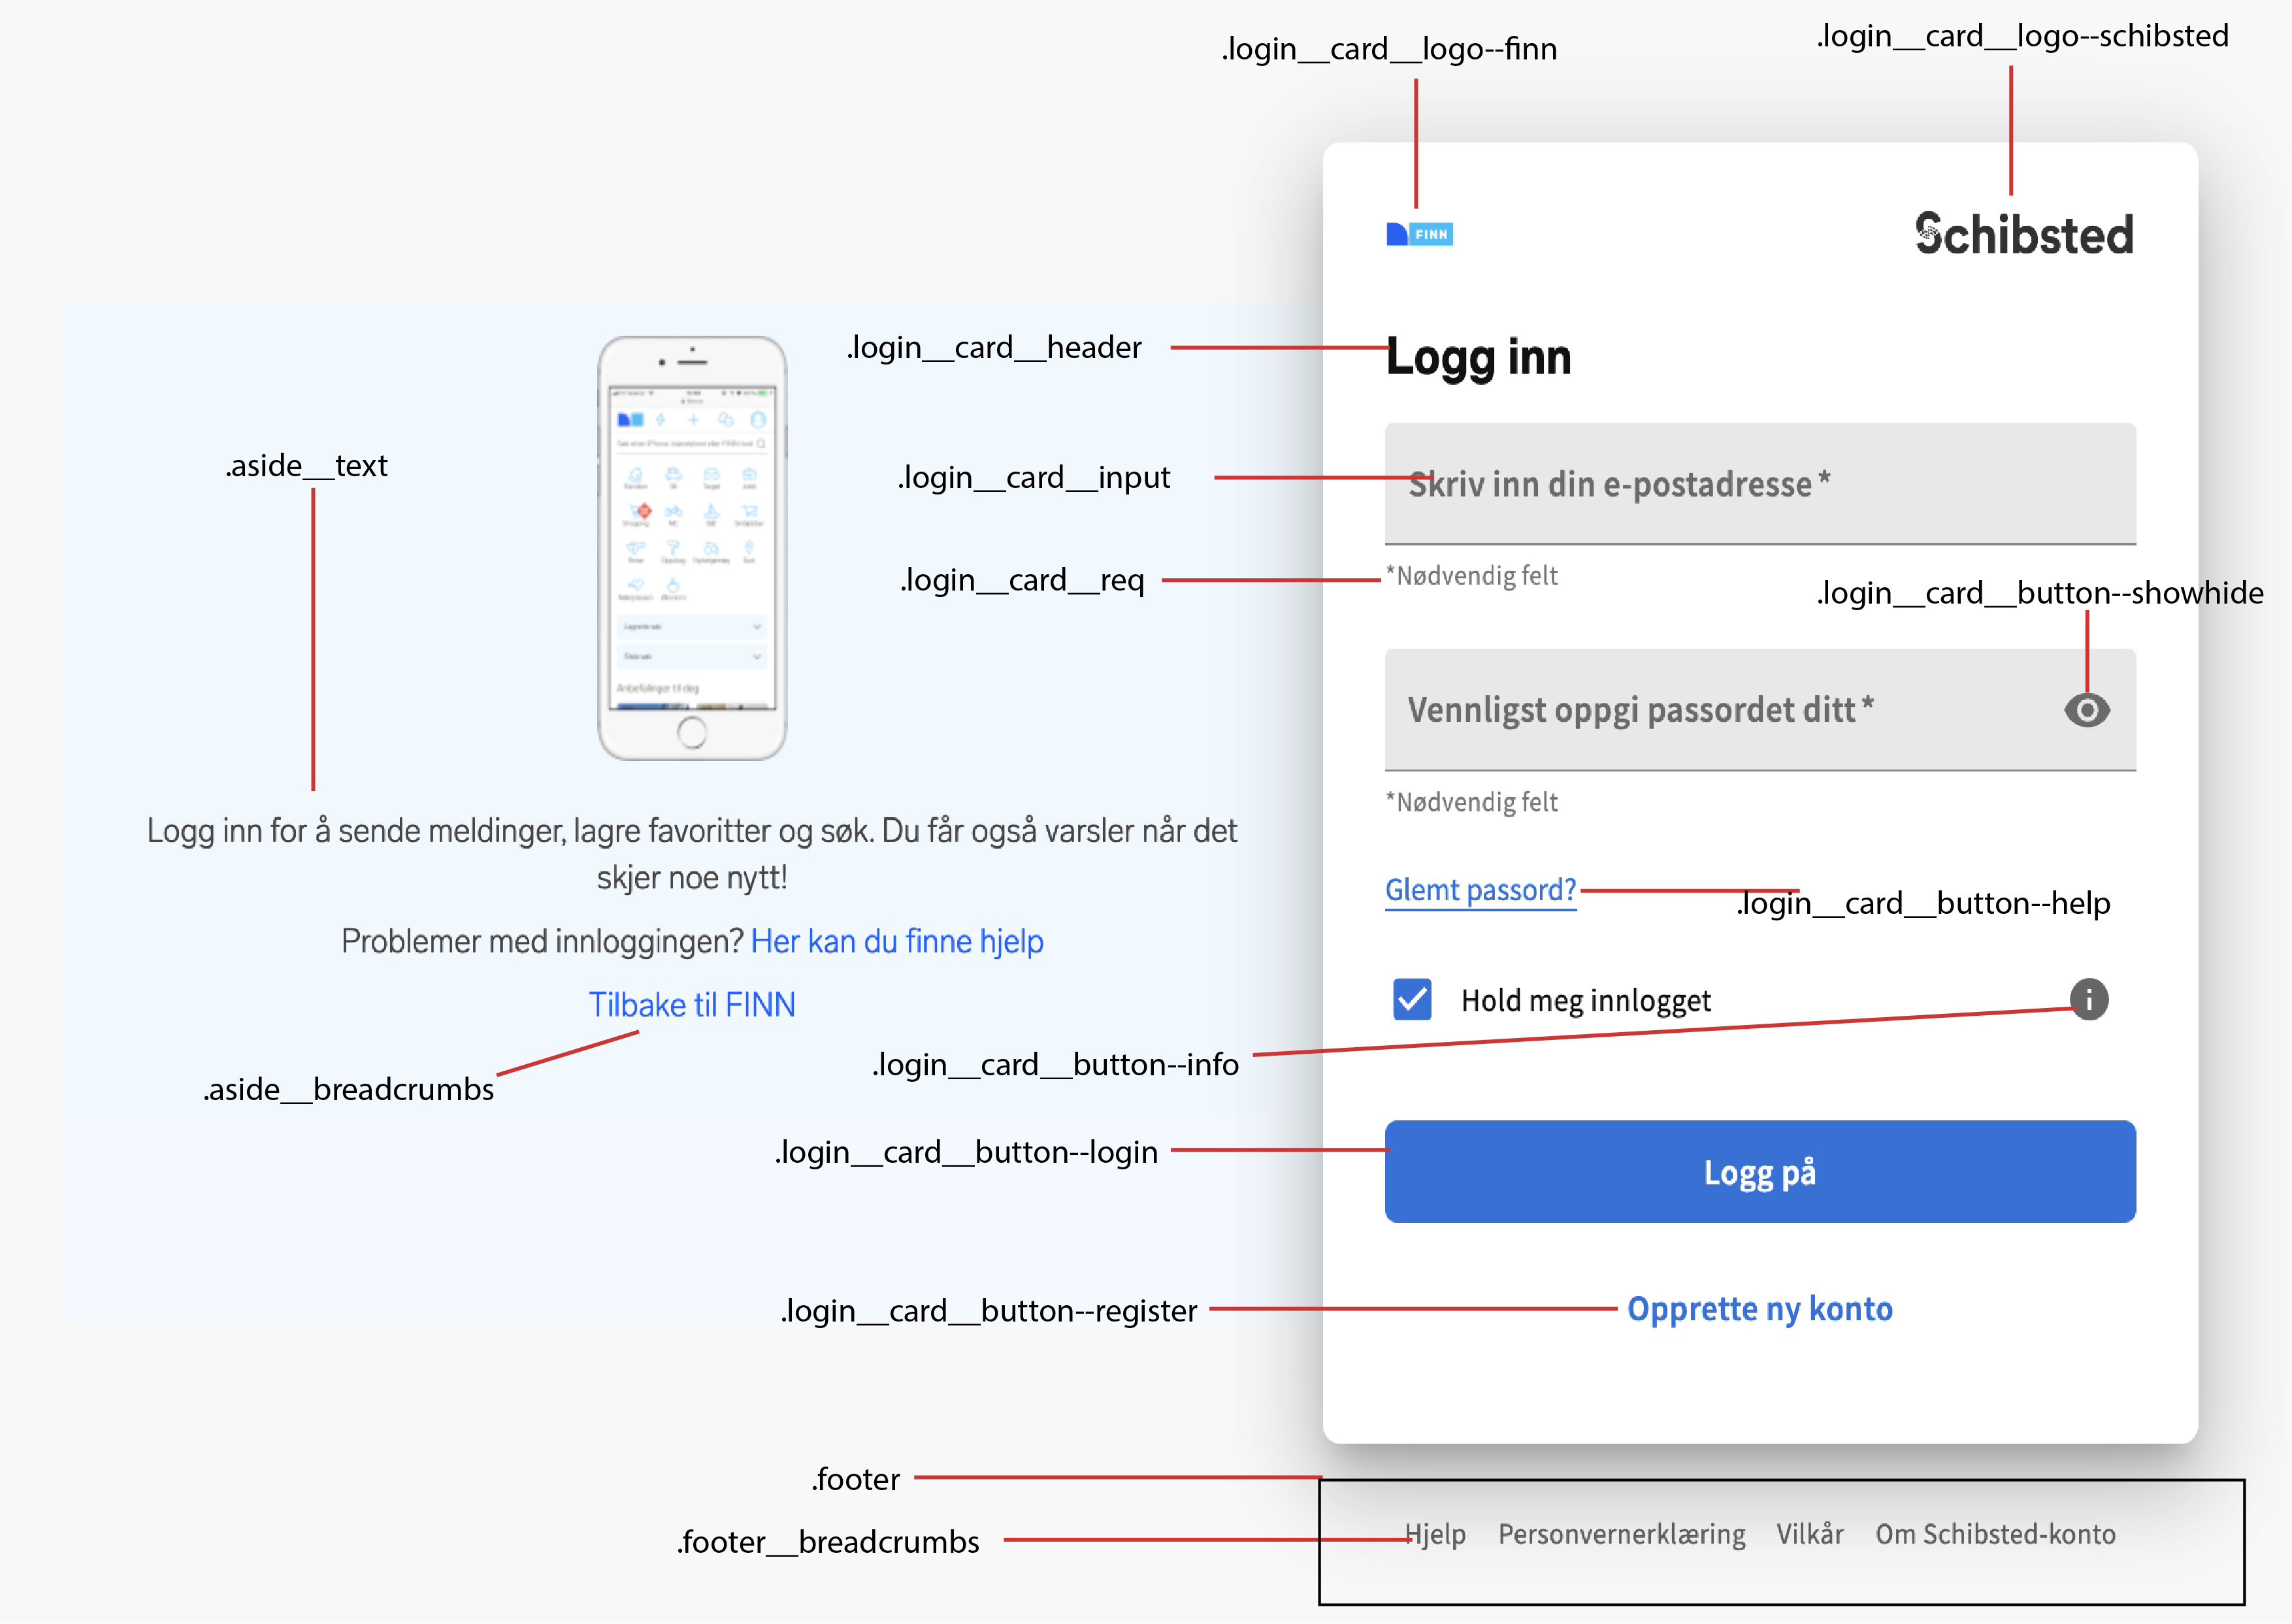 .login__card__logo--finn
.login__card__logo--schibsted
FINN
Schibsted
.login__card__header
Logg inn
.aside__text
.login__card__input
Skriv inn din e-postadresse*
.login__card__req
*Nødvendig felt
.login__card__button--showhide
Anbefalinger til deg
Vennligst oppgi passordet ditt*
*Nødvendig felt
Logg inn for å sende meldinger, lagre favoritter og søk. Du får også varsler når det
skjer noe nytt!
Glemt passord?
.login__card__button--help
Problemer med innloggingen? Her kan du finne hjelp
Tilbake til FINN
Hold meg innlogget
i
.login__card__button--info
.aside__breadcrumbs
.login__card__button--login
Logg på
.login__card__button--register
Opprette ny konto
.footer
.footer__breadcrumbs
Hjelp Personvernerklæring Vilkår Om Schibsted-konto